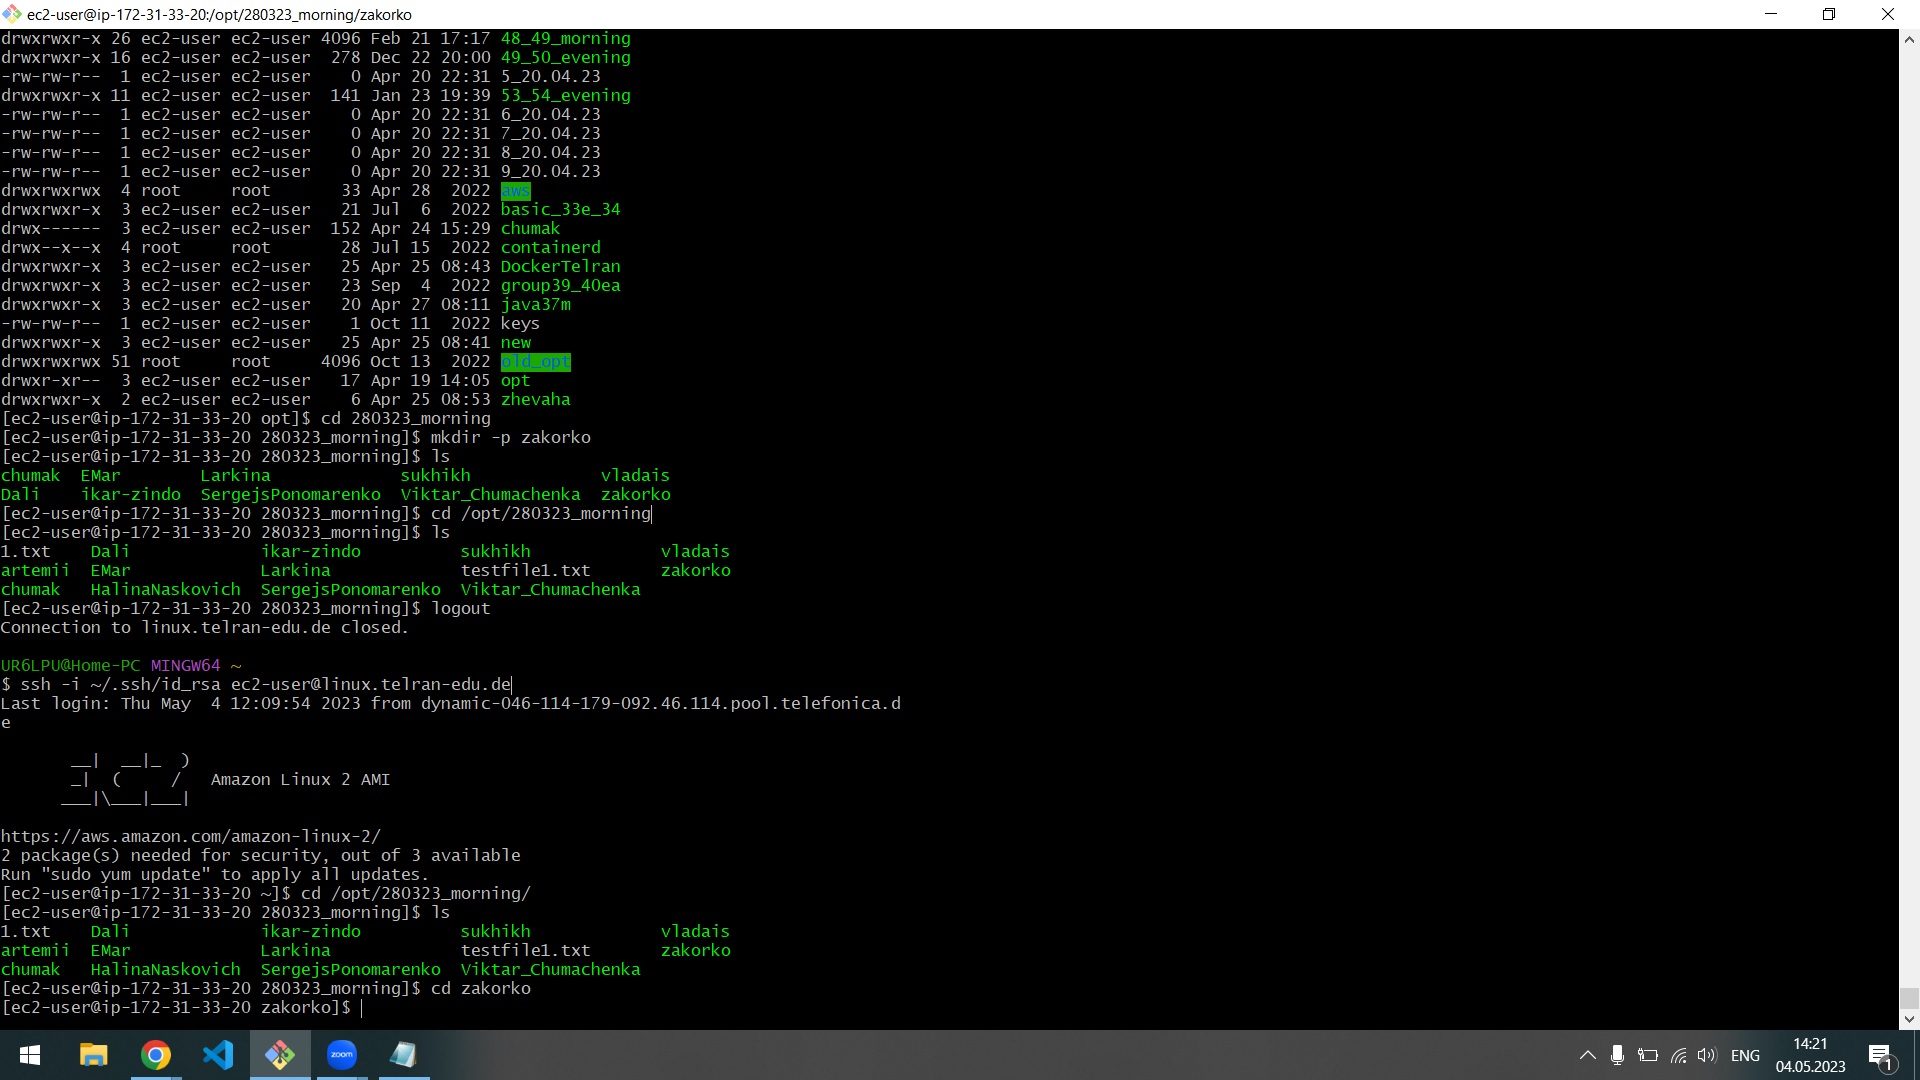 ec2-user@ip-172-31-33-20:/opt/280323_morning/zakorko
drwxrwxr-x 26 ec2-user ec2-user 4096 Feb 21 17:17 48_49_morning
drwxrwxr-x 16 ec2-user ec2-user  278 Dec 22 20:00 49_50_evening
-rw-rw-r--  1 ec2-user ec2-user    0 Apr 20 22:31 5_20.04.23
drwxrwxr-x 11 ec2-user ec2-user  141 Jan 23 19:39 53_54_evening
-rw-rw-r--  1 ec2-user ec2-user    0 Apr 20 22:31 6_20.04.23
-rw-rw-r--  1 ec2-user ec2-user    0 Apr 20 22:31 7_20.04.23
-rw-rw-r--  1 ec2-user ec2-user    0 Apr 20 22:31 8_20.04.23
-rw-rw-r--  1 ec2-user ec2-user    0 Apr 20 22:31 9_20.04.23
drwxrwxrwx  4 root     root       33 Apr 28  2022 aws
drwxrwxr-x  3 ec2-user ec2-user   21 Jul  6  2022 basic_33e_34
drwx------  3 ec2-user ec2-user  152 Apr 24 15:29 chumak
drwx--x--x  4 root     root       28 Jul 15  2022 containerd
drwxrwxr-x  3 ec2-user ec2-user   25 Apr 25 08:43 DockerTelran
drwxrwxr-x  3 ec2-user ec2-user   23 Sep  4  2022 group39_40ea
drwxrwxr-x  3 ec2-user ec2-user   20 Apr 27 08:11 java37m
-rw-rw-r--  1 ec2-user ec2-user    1 Oct 11  2022 keys
drwxrwxr-x  3 ec2-user ec2-user   25 Apr 25 08:41 new
drwxrwxrwx 51 root     root     4096 Oct 13  2022 old_opt
drwxr-xr--  3 ec2-user ec2-user   17 Apr 19 14:05 opt
drwxrwxr-x  2 ec2-user ec2-user    6 Apr 25 08:53 zhevaha
[ec2-user@ip-172-31-33-20 opt]$ cd 280323_morning
[ec2-user@ip-172-31-33-20 280323_morning]$ mkdir -p zakorko
[ec2-user@ip-172-31-33-20 280323_morning]$ ls
chumak  EMar        Larkina             sukhikh             vladais
Dali    ikar-zindo  SergejsPonomarenko  Viktar_Chumachenka  zakorko
[ec2-user@ip-172-31-33-20 280323_morning]$ cd /opt/280323_morning
[ec2-user@ip-172-31-33-20 280323_morning]$ ls
1.txt    Dali             ikar-zindo          sukhikh             vladais
artemii  EMar             Larkina             testfile1.txt       zakorko
chumak   HalinaNaskovich  SergejsPonomarenko  Viktar_Chumachenka
[ec2-user@ip-172-31-33-20 280323_morning]$ logout
Connection to linux.telran-edu.de closed.
UR6LPU@Home-PC MINGW64 ~
$ ssh -i ~/.ssh/id_rsa ec2-user@linux.telran-edu.de
Last login: Thu May  4 12:09:54 2023 from dynamic-046-114-179-092.46.114.pool.telefonica.d
e
       __|  __|_  )
       _|  (     /   Amazon Linux 2 AMI
      ___|\___|___|
https://aws.amazon.com/amazon-linux-2/
2 package(s) needed for security, out of 3 available
Run "sudo yum update" to apply all updates.
[ec2-user@ip-172-31-33-20 ~]$ cd /opt/280323_morning/
[ec2-user@ip-172-31-33-20 280323_morning]$ ls
1.txt    Dali             ikar-zindo          sukhikh             vladais
artemii  EMar             Larkina             testfile1.txt       zakorko
chumak   HalinaNaskovich  SergejsPonomarenko  Viktar_Chumachenka
[ec2-user@ip-172-31-33-20 280323_morning]$ cd zakorko
[ec2-user@ip-172-31-33-20 zakorko]$
zoom
ENG
14:21
04.05.2023
1